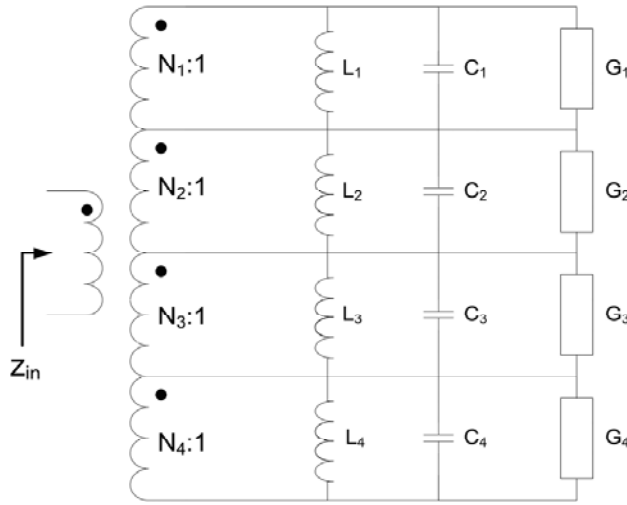 N₁:1 L₁ C₁ G₁
N₂:1 L₂ C₂ G₂
Zᵢₙ
N₃:1 L₃ C₃ G₃
N₄:1 L₄ C₄ G₄